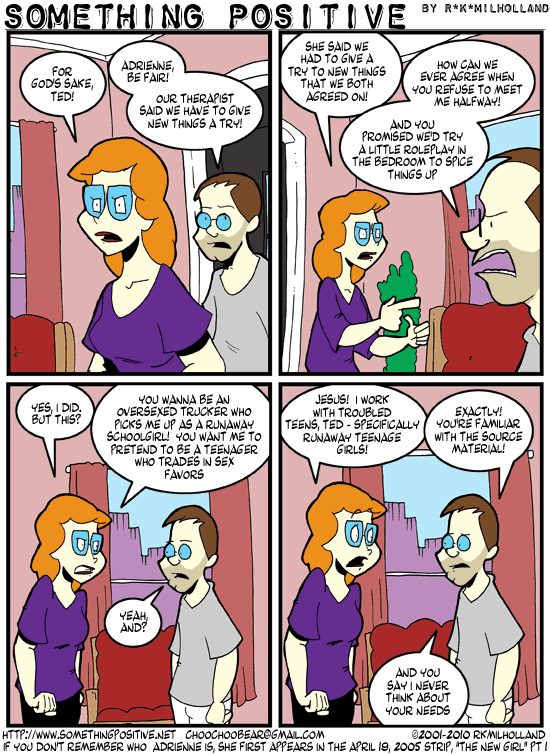 SOMETHING POSITIVE BY R*K*MILHOLLAND
FOR
GOD'S SAKE,
TED!
ADRIENNE,
BE FAIR!
OUR THERAPIST
SAID WE HAVE TO GIVE
NEW THINGS A TRY!
SHE SAID WE
HAD TO GIVE A
TRY TO NEW THINGS
THAT WE BOTH
AGREED ON!
HOW CAN WE
EVER AGREE WHEN
YOU REFUSE TO MEET
ME HALFWAY!
AND YOU
PROMISED WE'D TRY
A LITTLE ROLEPLAY IN
THE BEDROOM TO SPICE
THINGS UP
YES, I DID.
BUT THIS?
YOU WANNA BE AN
OVERSEXED TRUCKER WHO
PICKS ME UP AS A RUNAWAY
SCHOOLGIRL! YOU WANT ME TO
PRETEND TO BE A TEENAGER
WHO TRADES IN SEX
FAVORS
YEAH,
AND?
JESUS! I WORK
WITH TROUBLED
TEENS, TED - SPECIFICALLY
RUNAWAY TEENAGE
GIRLS!
EXACTLY!
YOU'RE FAMILIAR
WITH THE SOURCE
MATERIAL!
AND YOU
SAY I NEVER
THINK ABOUT
YOUR NEEDS
HTTP://WWW.SOMETHINGPOSITIVE.NET CHOOCHOOBEAR@GMAIL.COM ©2001-2010 RKMILHOLLAND
IF YOU DON'T REMEMBER WHO ADRIENNE IS, SHE FIRST APPEARS IN THE APRIL 18, 2005 STRIP, "THE NEW GIRL" PT 1